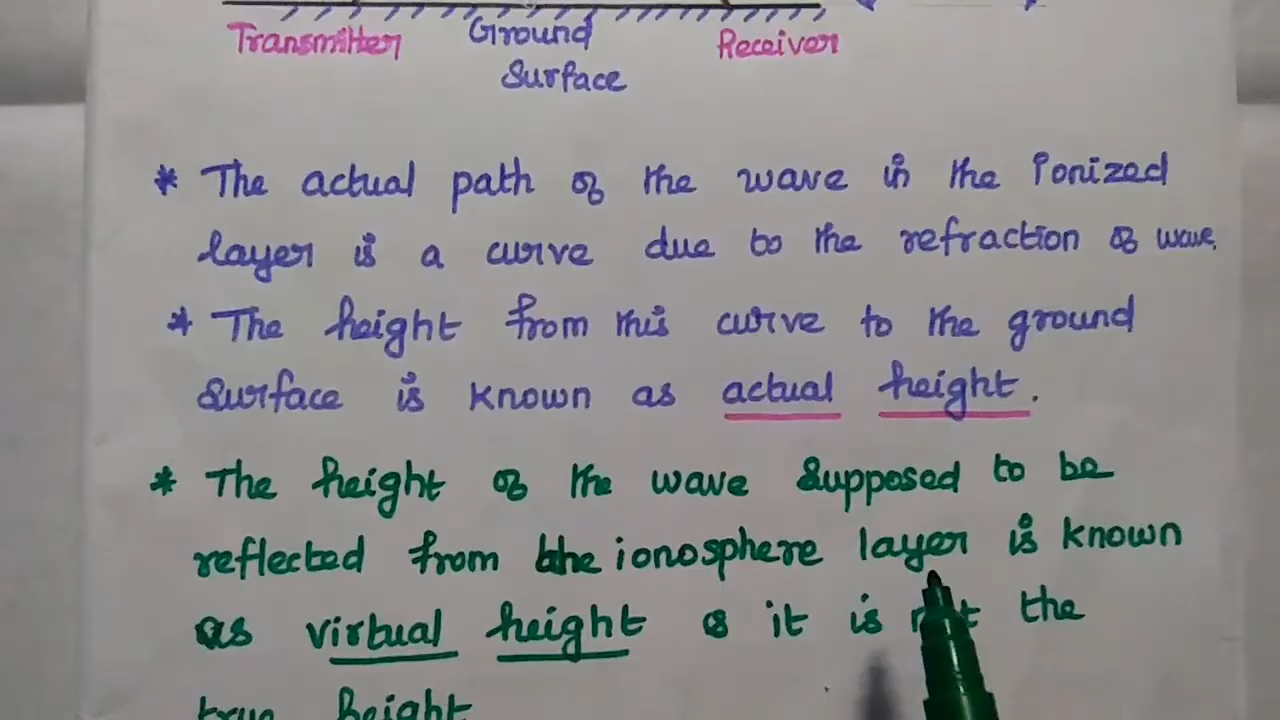 Transmitter Ground Receiver
Surface
* The actual path of the wave in the ionized
layer is a curve due to the refraction of wave.
* The height from this curve to the ground
surface is known as actual height.
* The height of the wave supposed to be
reflected from the ionosphere layer is known
as virtual height & it is not the
true height